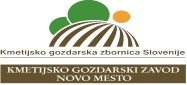 Kmetijsko gozdarska zbornica Slovenije
KMETIJSKO GOZDARSKI ZAVOD
NOVO MESTO